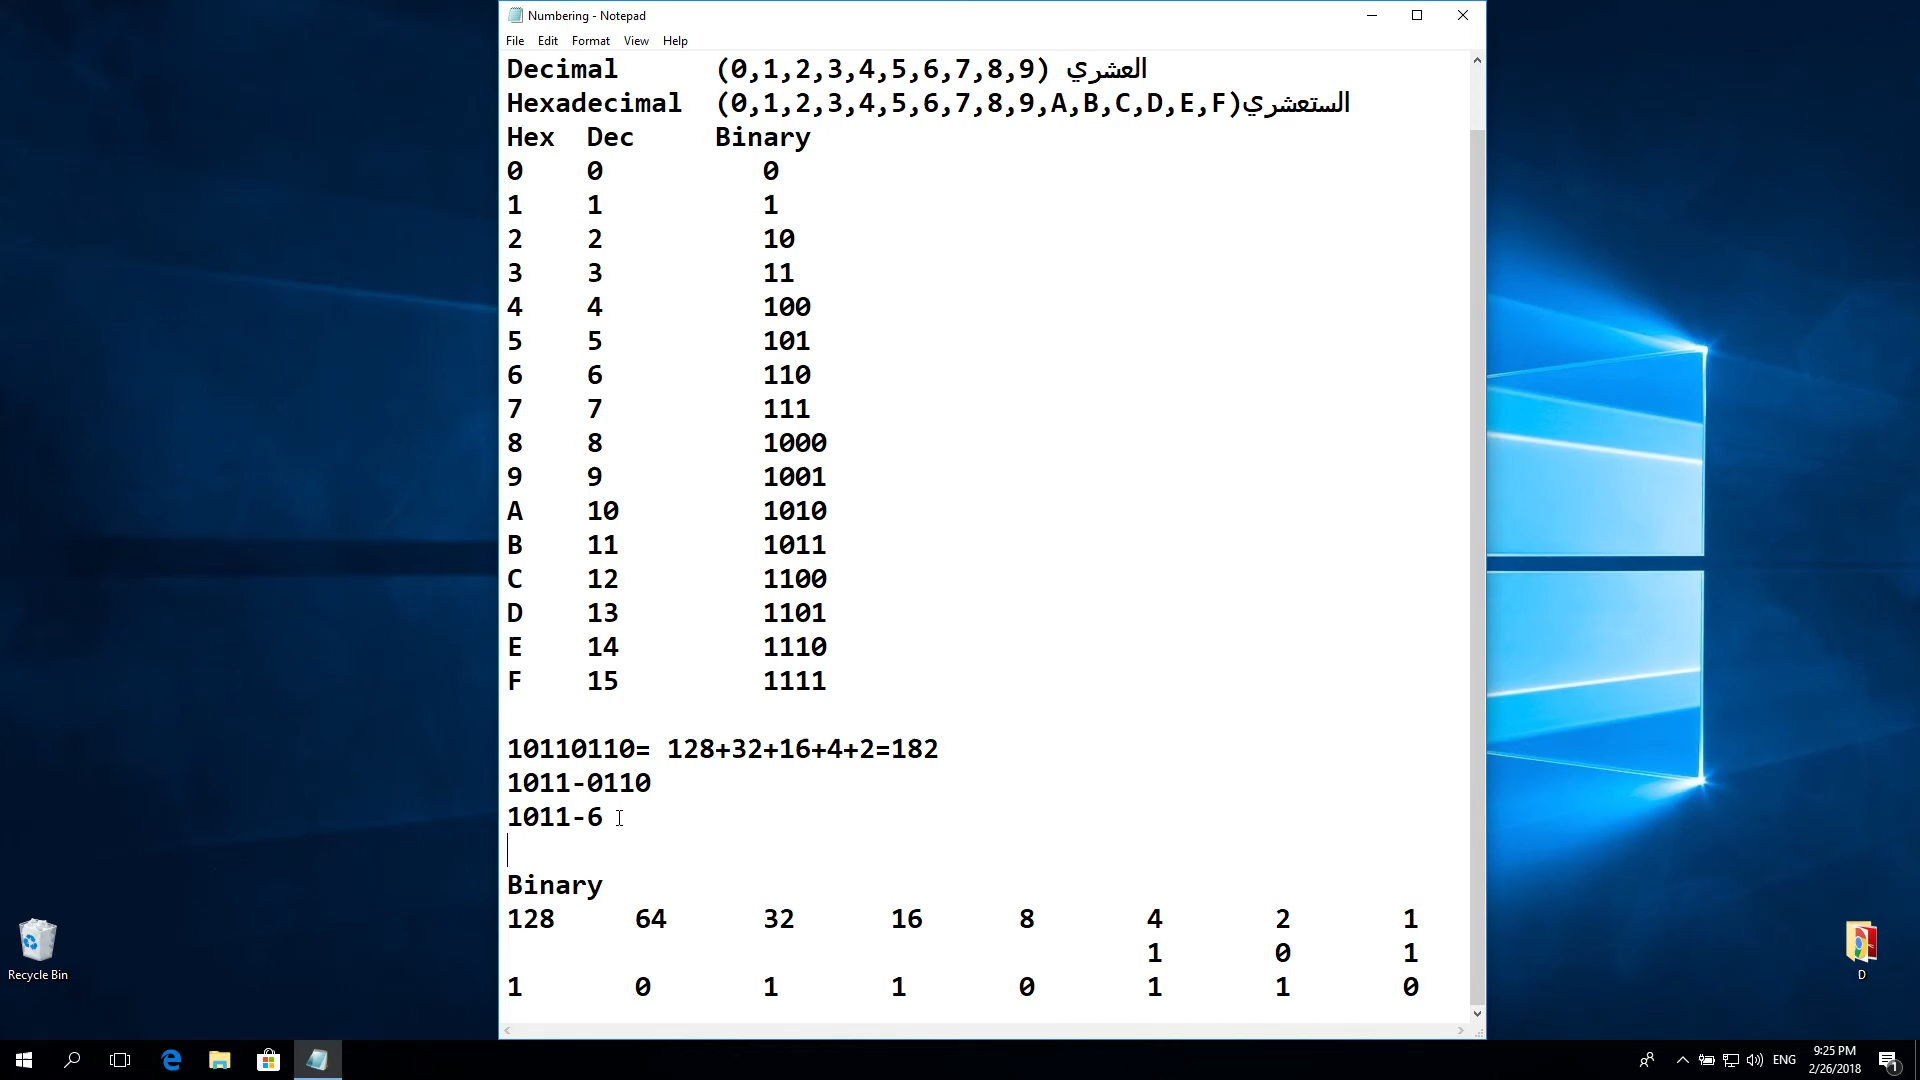 Numbering - Notepad
File Edit Format View Help
Decimal (0,1,2,3,4,5,6,7,8,9) العشري
Hexadecimal (0,1,2,3,4,5,6,7,8,9,A,B,C,D,E,F)الستعشري
Hex Dec Binary
0 0 0
1 1 1
2 2 10
3 3 11
4 4 100
5 5 101
6 6 110
7 7 111
8 8 1000
9 9 1001
A 10 1010
B 11 1011
C 12 1100
D 13 1101
E 14 1110
F 15 1111
10110110= 128+32+16+4+2=182
1011-0110
1011-6
Binary
128 64 32 16 8 4 2 1
1 0 1
1 0 1 1 0 1 1 0
Recycle Bin
D
ENG
9:25 PM
2/26/2018
1